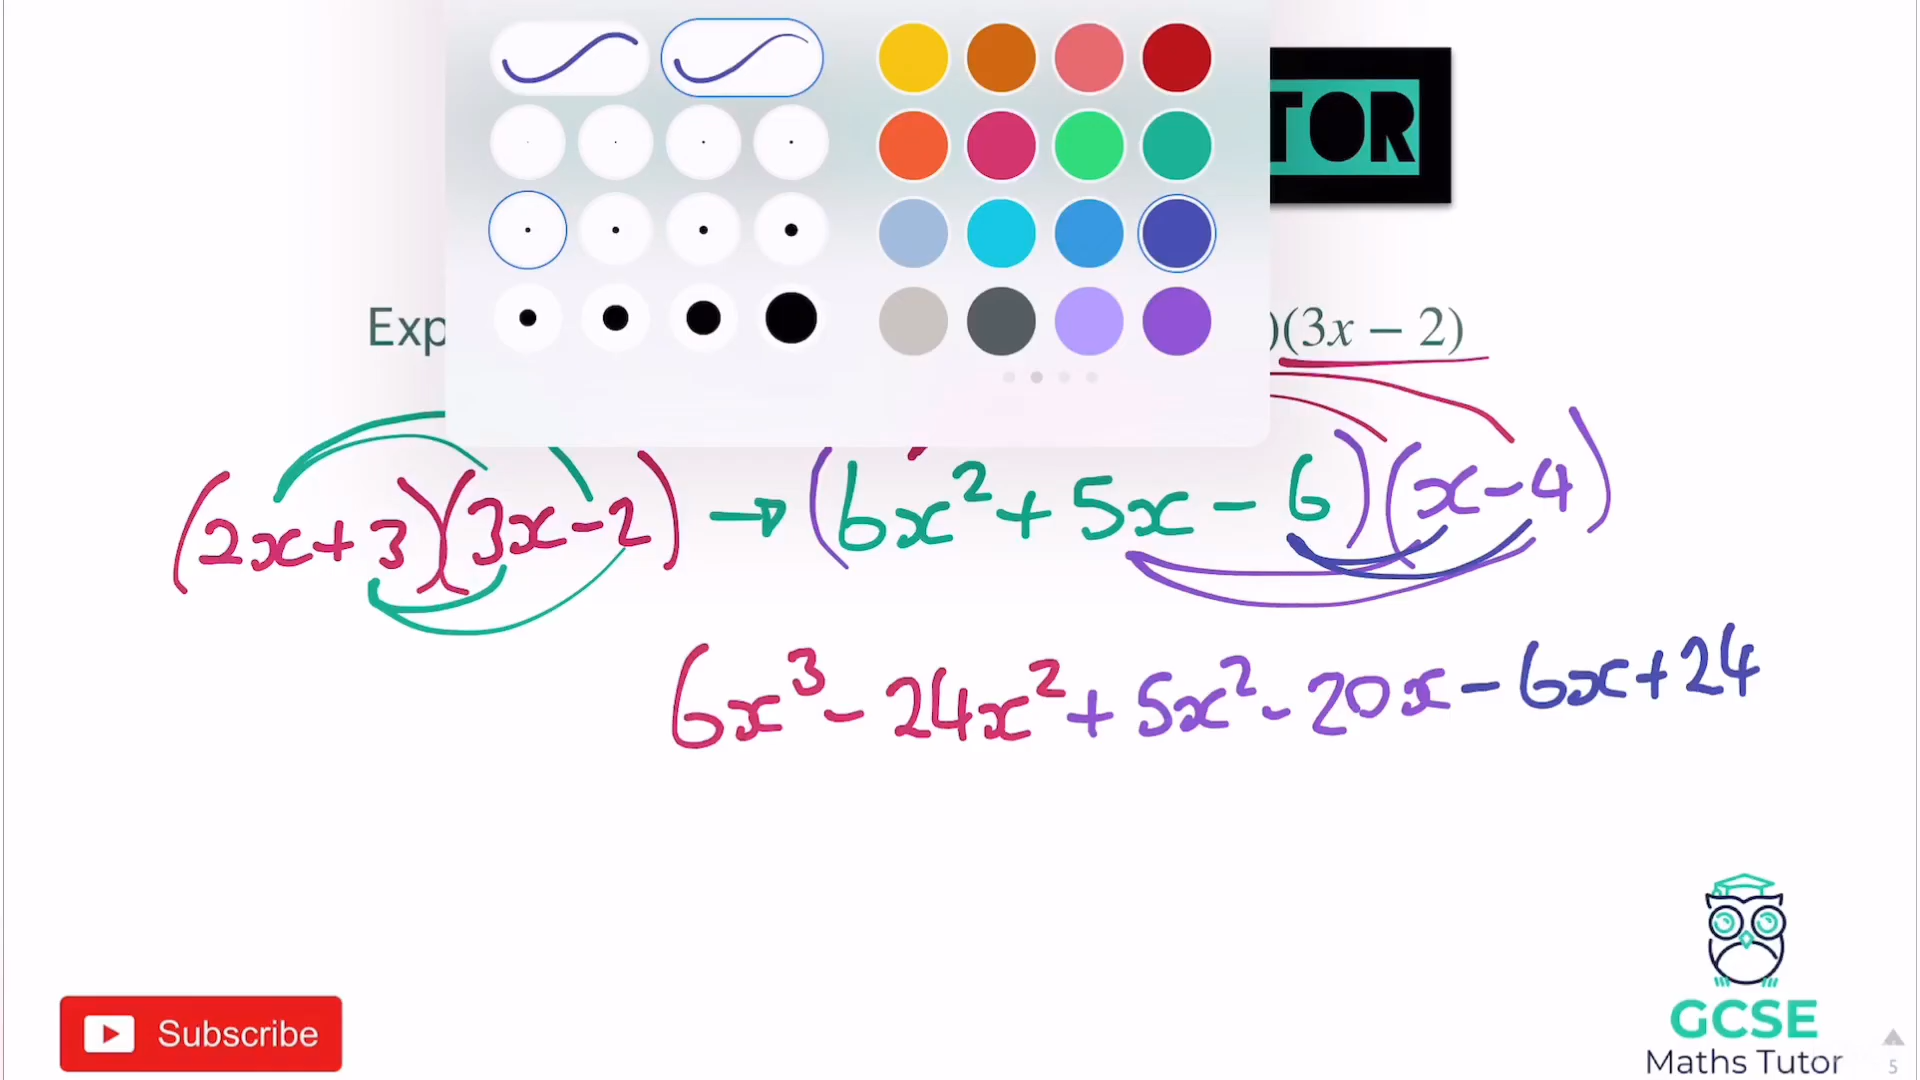 TOR
Exp )(3x − 2)
(2x+3)(3x-2) → (6x²+5x-6)(x-4)
6x³-24x²+5x²-20x-6x+24
Subscribe
GCSE
Maths Tutor
5